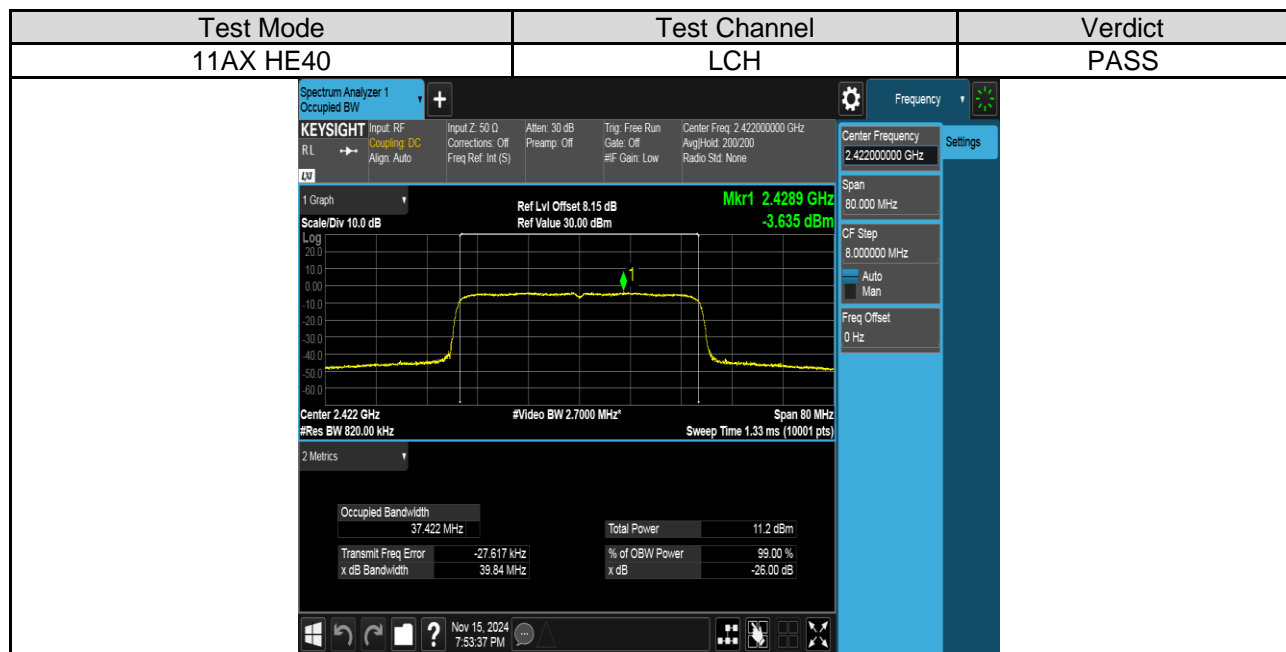 Test Mode Test Channel Verdict
11AX HE40 LCH PASS
Spectrum Analyzer 1
Occupied BW
+
Frequency
KEYSIGHT Input: RF Input Z: 50 Ω Atten: 30 dB Trig: Free Run Center Freq: 2.422000000 GHz
RL Coupling: DC Corrections: Off Preamp: Off Gate: Off Avg|Hold: 200/200
Align: Auto Freq Ref: Int (S) #IF Gain: Low Radio Std: None
LXI
Center Frequency
2.422000000 GHz
Settings
Span
80.000 MHz
CF Step
8.000000 MHz
Auto
Man
Freq Offset
0 Hz
1 Graph
Scale/Div 10.0 dB
Ref Lvl Offset 8.15 dB
Ref Value 30.00 dBm
Mkr1 2.4289 GHz
-3.635 dBm
Log
20.0
10.0
0.00
-10.0
-20.0
-30.0
-40.0
-50.0
-60.0
1
Center 2.422 GHz #Video BW 2.7000 MHz* Span 80 MHz
#Res BW 820.00 kHz Sweep Time 1.33 ms (10001 pts)
2 Metrics
Occupied Bandwidth
37.422 MHz
Total Power 11.2 dBm
Transmit Freq Error -27.617 kHz % of OBW Power 99.00 %
x dB Bandwidth 39.84 MHz x dB -26.00 dB
?
Nov 15, 2024
7:53:37 PM